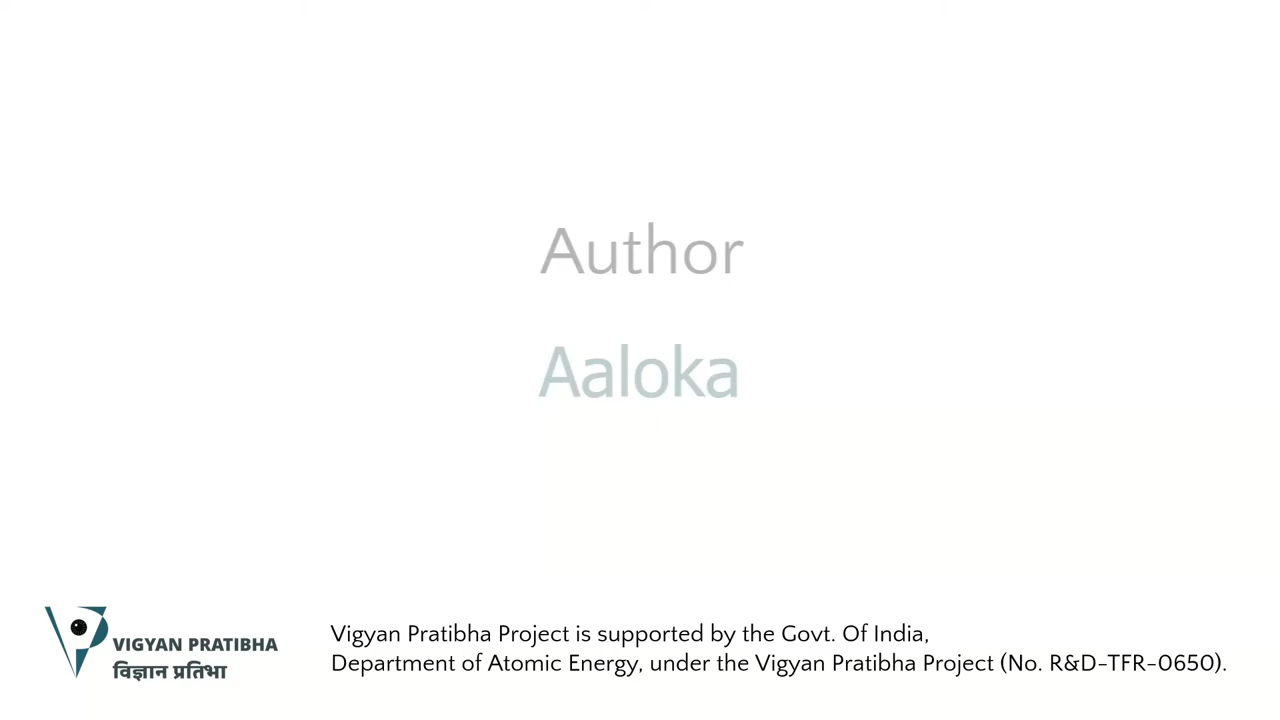 Author
Aaloka
VIGYAN PRATIBHA
विज्ञान प्रतिभा
Vigyan Pratibha Project is supported by the Govt. Of India,
Department of Atomic Energy, under the Vigyan Pratibha Project (No. R&D-TFR-0650).